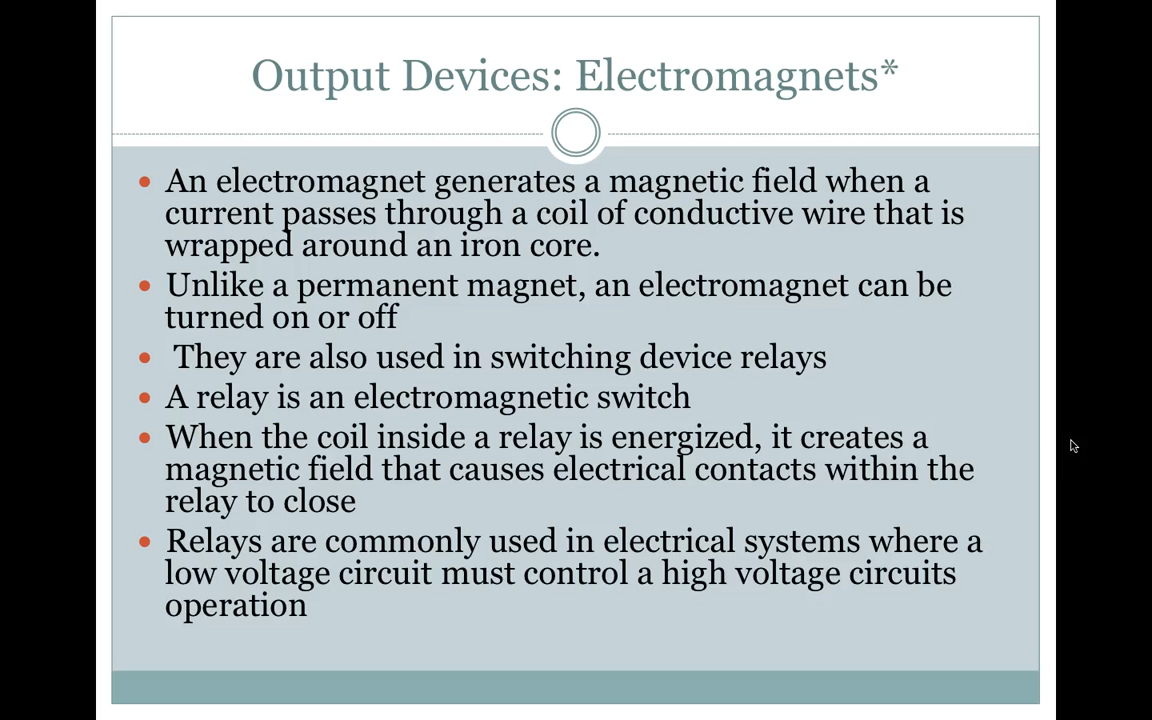 Output Devices: Electromagnets*
• An electromagnet generates a magnetic field when a
current passes through a coil of conductive wire that is
wrapped around an iron core.
• Unlike a permanent magnet, an electromagnet can be
turned on or off
• They are also used in switching device relays
• A relay is an electromagnetic switch
• When the coil inside a relay is energized, it creates a
magnetic field that causes electrical contacts within the
relay to close
• Relays are commonly used in electrical systems where a
low voltage circuit must control a high voltage circuits
operation